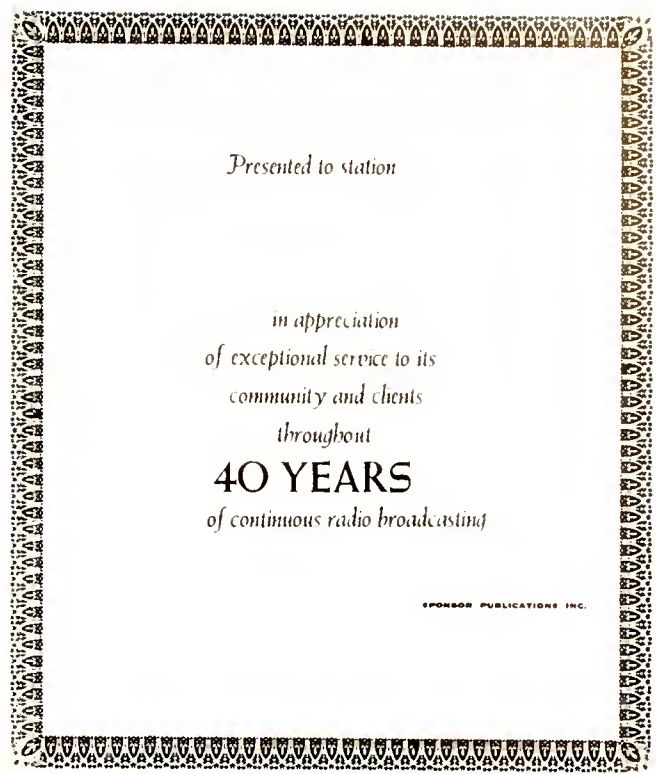 Presented to station
in appreciation
of exceptional service to its
community and clients
throughout
40 YEARS
of continuous radio broadcasting
SPONSOR PUBLICATIONS INC.